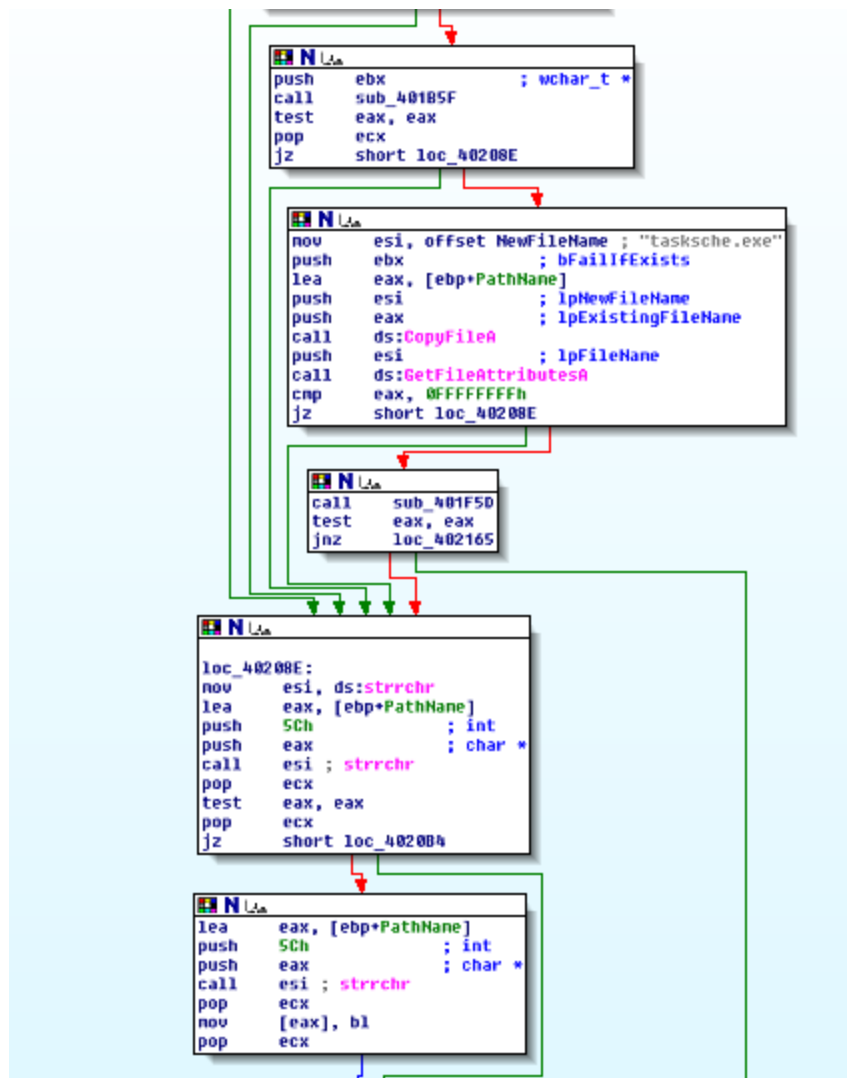 push ebx ; wchar_t *
call sub_401B5F
test eax, eax
pop ecx
jz short loc_40208E
mov esi, offset NewFileName ; "tasksche.exe"
push ebx ; bFailIfExists
lea eax, [ebp+PathName]
push esi ; lpNewFileName
push eax ; lpExistingFileName
call ds:CopyFileA
push esi ; lpFileName
call ds:GetFileAttributesA
cmp eax, 0FFFFFFFFh
jz short loc_40208E
call sub_401F5D
test eax, eax
jnz loc_402165
loc_40208E:
mov esi, ds:strrchr
lea eax, [ebp+PathName]
push 5Ch ; int
push eax ; char *
call esi ; strrchr
pop ecx
test eax, eax
pop ecx
jz short loc_4020B4
lea eax, [ebp+PathName]
push 5Ch ; int
push eax ; char *
call esi ; strrchr
pop ecx
mov [eax], bl
pop ecx